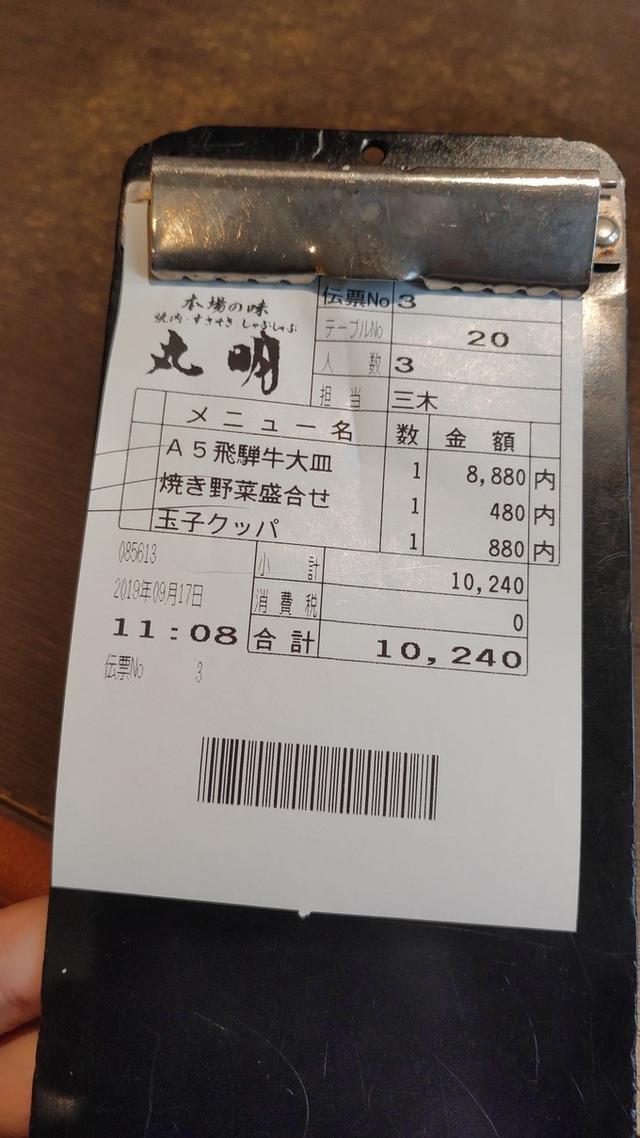 本場の味
焼肉・すきやき・しゃぶしゃぶ
丸明
伝票No 3
テーブルNo 20
人数 3
担当 三木
メニュー名 数 金額
A5飛騨牛大皿 1 8,880 内
焼き野菜盛合せ 1 480 内
玉子クッパ 1 880 内
085613
小計 10,240
2019年09月17日
消費税 0
11:08
合計 10,240
伝票No 3